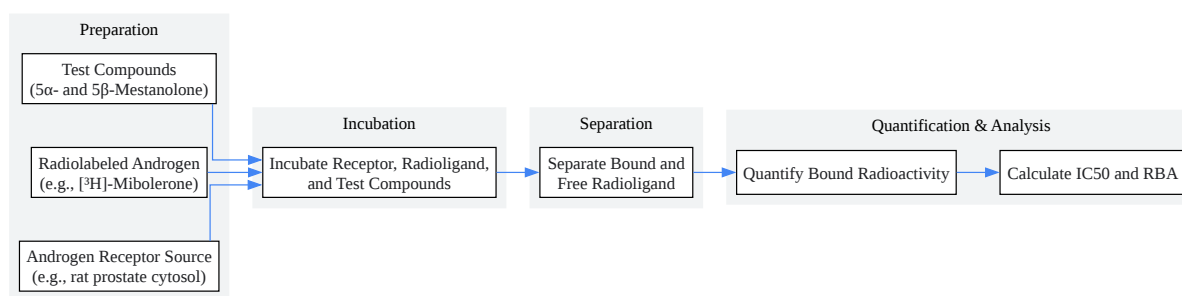 Preparation
Test Compounds
(5α- and 5β-Mestanolone)
Radiolabeled Androgen
(e.g., [³H]-Mibolerone)
Androgen Receptor Source
(e.g., rat prostate cytosol)
Incubation
Incubate Receptor, Radioligand,
and Test Compounds
Separation
Separate Bound and
Free Radioligand
Quantification & Analysis
Quantify Bound Radioactivity
Calculate IC50 and RBA